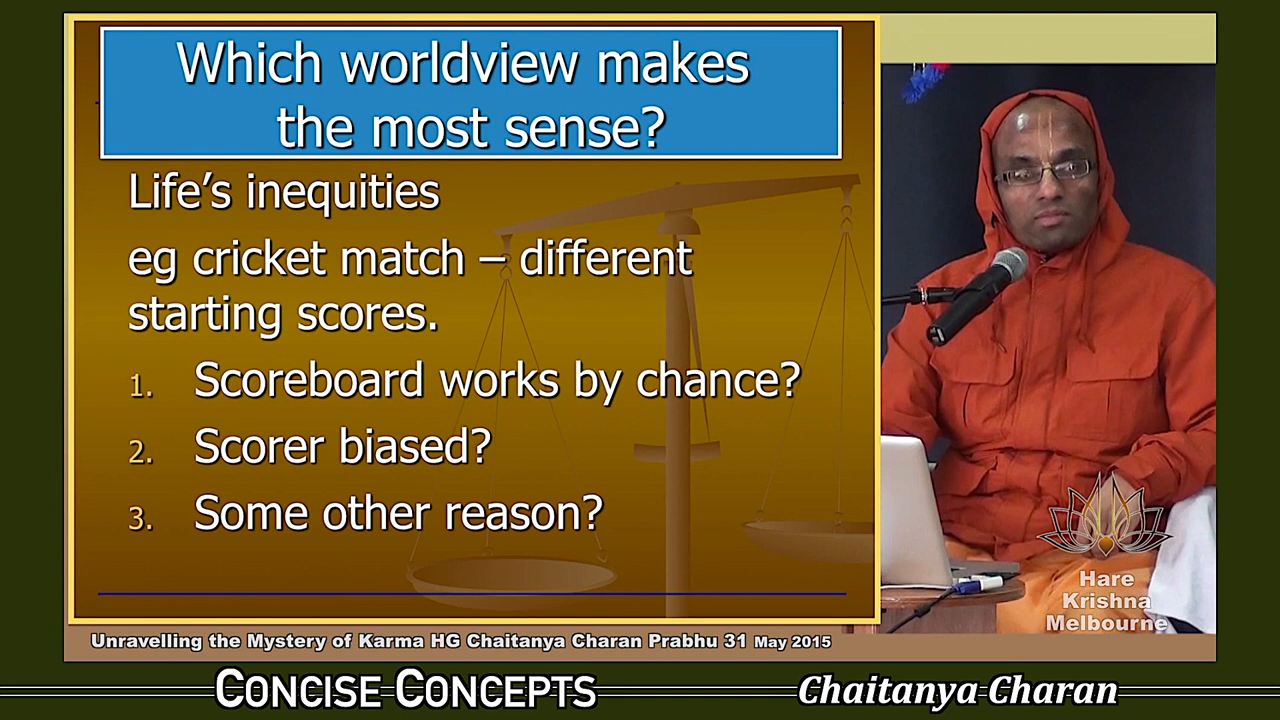 Which worldview makes
the most sense?
Life's inequities
eg cricket match – different
starting scores.
1. Scoreboard works by chance?
2. Scorer biased?
3. Some other reason?
Hare
Krishna
Melbourne
Unravelling the Mystery of Karma HG Chaitanya Charan Prabhu 31 May 2015
CONCISE CONCEPTS
Chaitanya Charan